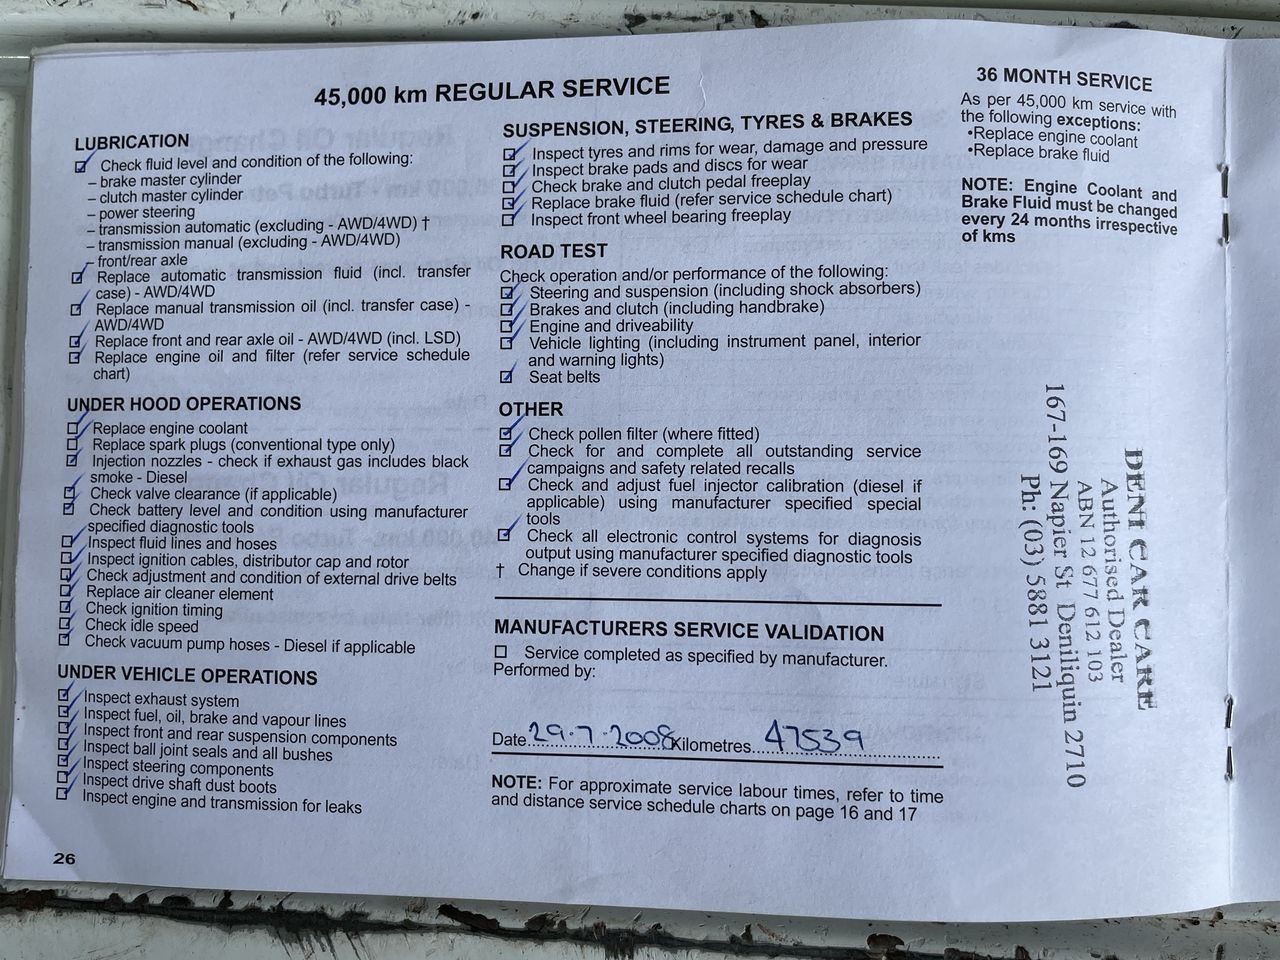 45,000 km REGULAR SERVICE
LUBRICATION
Check fluid level and condition of the following:
– brake master cylinder
– clutch master cylinder
– power steering
– transmission automatic (excluding - AWD/4WD) †
– transmission manual (excluding - AWD/4WD)
– front/rear axle
Replace automatic transmission fluid (incl. transfer
case) - AWD/4WD
Replace manual transmission oil (incl. transfer case) -
AWD/4WD
Replace front and rear axle oil - AWD/4WD (incl. LSD)
Replace engine oil and filter (refer service schedule
chart)
UNDER HOOD OPERATIONS
Replace engine coolant
Replace spark plugs (conventional type only)
Injection nozzles - check if exhaust gas includes black
smoke - Diesel
Check valve clearance (if applicable)
Check battery level and condition using manufacturer
specified diagnostic tools
Inspect fluid lines and hoses
Inspect ignition cables, distributor cap and rotor
Check adjustment and condition of external drive belts
Replace air cleaner element
Check ignition timing
Check idle speed
Check vacuum pump hoses - Diesel if applicable
UNDER VEHICLE OPERATIONS
Inspect exhaust system
Inspect fuel, oil, brake and vapour lines
Inspect front and rear suspension components
Inspect ball joint seals and all bushes
Inspect steering components
Inspect drive shaft dust boots
Inspect engine and transmission for leaks
26
SUSPENSION, STEERING, TYRES & BRAKES
Inspect tyres and rims for wear, damage and pressure
Inspect brake pads and discs for wear
Check brake and clutch pedal freeplay
Replace brake fluid (refer service schedule chart)
Inspect front wheel bearing freeplay
ROAD TEST
Check operation and/or performance of the following:
Steering and suspension (including shock absorbers)
Brakes and clutch (including handbrake)
Engine and driveability
Vehicle lighting (including instrument panel, interior
and warning lights)
Seat belts
OTHER
Check pollen filter (where fitted)
Check for and complete all outstanding service
campaigns and safety related recalls
Check and adjust fuel injector calibration (diesel if
applicable) using manufacturer specified special
tools
Check all electronic control systems for diagnosis
output using manufacturer specified diagnostic tools
† Change if severe conditions apply
MANUFACTURERS SERVICE VALIDATION
Service completed as specified by manufacturer.
Performed by:
Date 29.7.2008 Kilometres 47539
NOTE: For approximate service labour times, refer to time
and distance service schedule charts on page 16 and 17
36 MONTH SERVICE
As per 45,000 km service with
the following exceptions:
•Replace engine coolant
•Replace brake fluid
NOTE: Engine Coolant and
Brake Fluid must be changed
every 24 months irrespective
of kms
DENI CAR CARE
Authorised Dealer
ABN 12 677 612 103
167-169 Napier St Deniliquin 2710
Ph: (03) 5881 3121